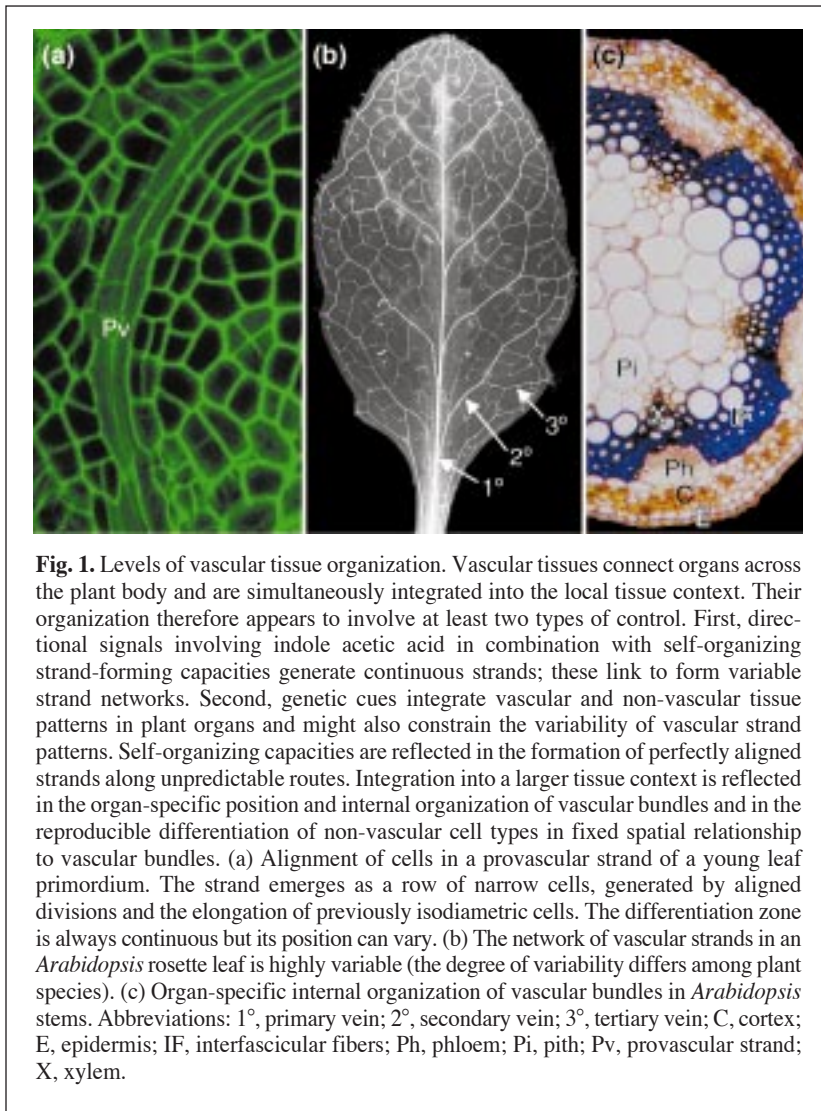 (a)
(b)
(c)
Pv
3°
2°
1°
Pi
X
IF
Ph
C
E
Fig. 1. Levels of vascular tissue organization. Vascular tissues connect organs across
the plant body and are simultaneously integrated into the local tissue context. Their
organization therefore appears to involve at least two types of control. First, direc-
tional signals involving indole acetic acid in combination with self-organizing
strand-forming capacities generate continuous strands; these link to form variable
strand networks. Second, genetic cues integrate vascular and non-vascular tissue
patterns in plant organs and might also constrain the variability of vascular strand
patterns. Self-organizing capacities are reflected in the formation of perfectly aligned
strands along unpredictable routes. Integration into a larger tissue context is reflected
in the organ-specific position and internal organization of vascular bundles and in the
reproducible differentiation of non-vascular cell types in fixed spatial relationship
to vascular bundles. (a) Alignment of cells in a provascular strand of a young leaf
primordium. The strand emerges as a row of narrow cells, generated by aligned
divisions and the elongation of previously isodiametric cells. The differentiation zone
is always continuous but its position can vary. (b) The network of vascular strands in an
Arabidopsis rosette leaf is highly variable (the degree of variability differs among plant
species). (c) Organ-specific internal organization of vascular bundles in Arabidopsis
stems. Abbreviations: 1°, primary vein; 2°, secondary vein; 3°, tertiary vein; C, cortex;
E, epidermis; IF, interfascicular fibers; Ph, phloem; Pi, pith; Pv, provascular strand;
X, xylem.